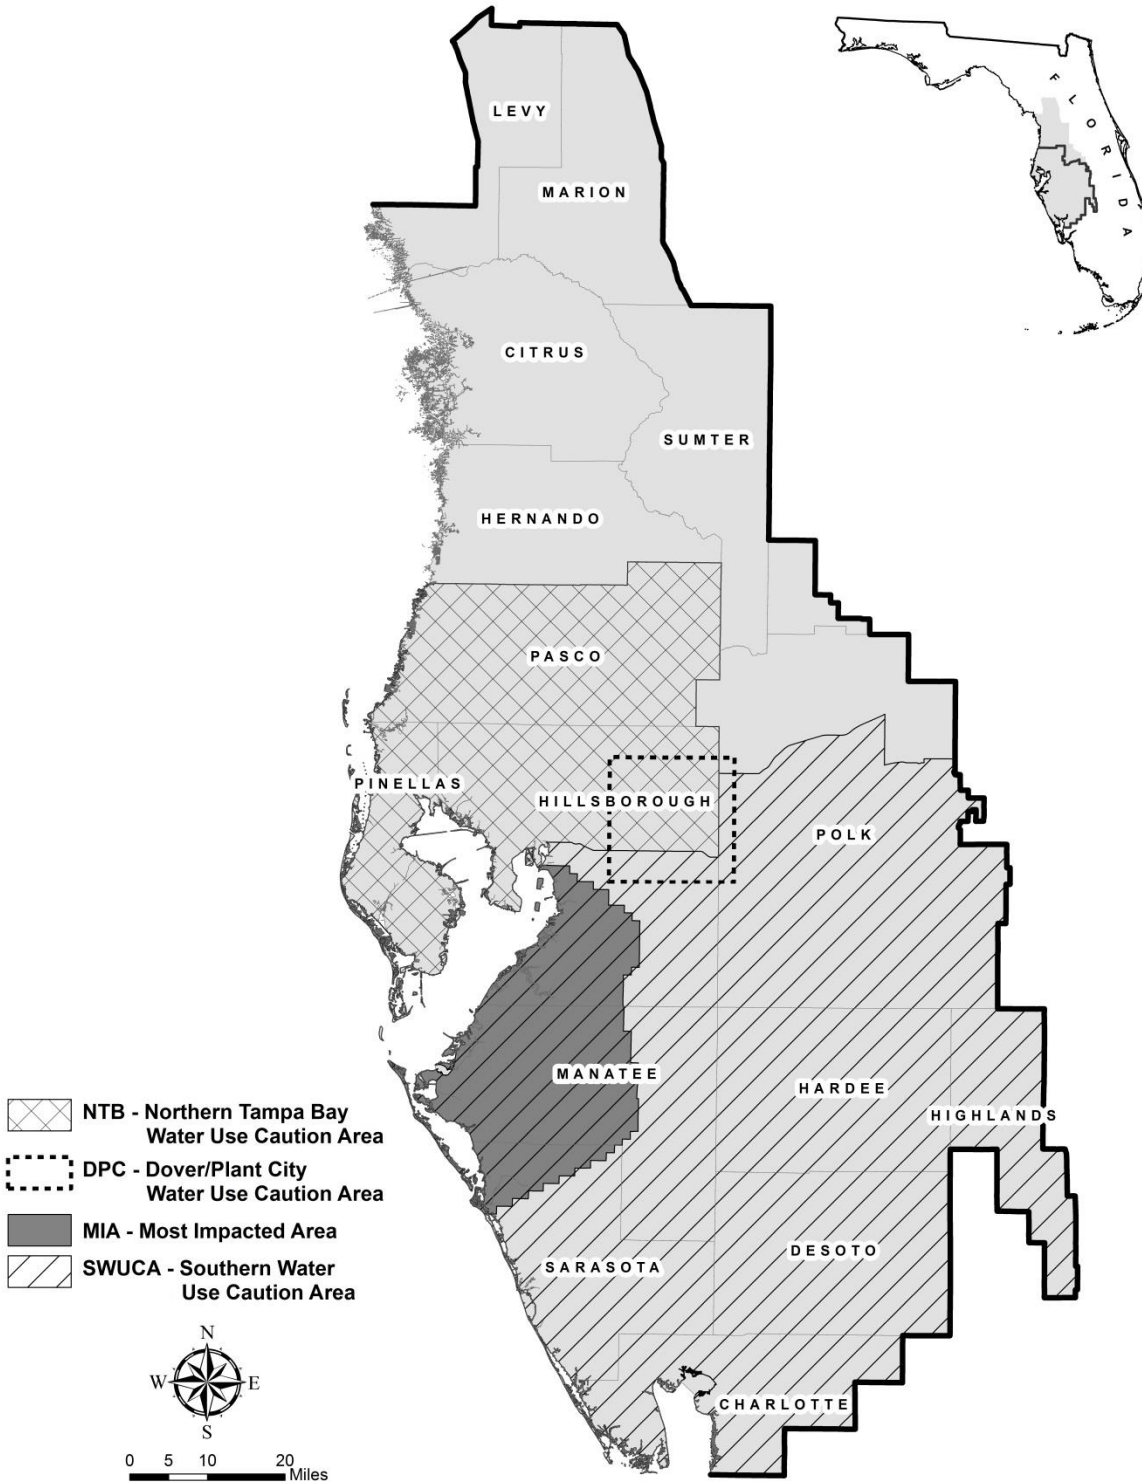 LEVY
MARION
CITRUS
SUMTER
HERNANDO
PASCO
PINELLAS
HILLSBOROUGH
POLK
MANATEE
HARDEE
HIGHLANDS
SARASOTA
DESOTO
CHARLOTTE
FLORIDA
NTB - Northern Tampa Bay
Water Use Caution Area
DPC - Dover/Plant City
Water Use Caution Area
MIA - Most Impacted Area
SWUCA - Southern Water
Use Caution Area
N
W E
S
0 5 10 20
Miles